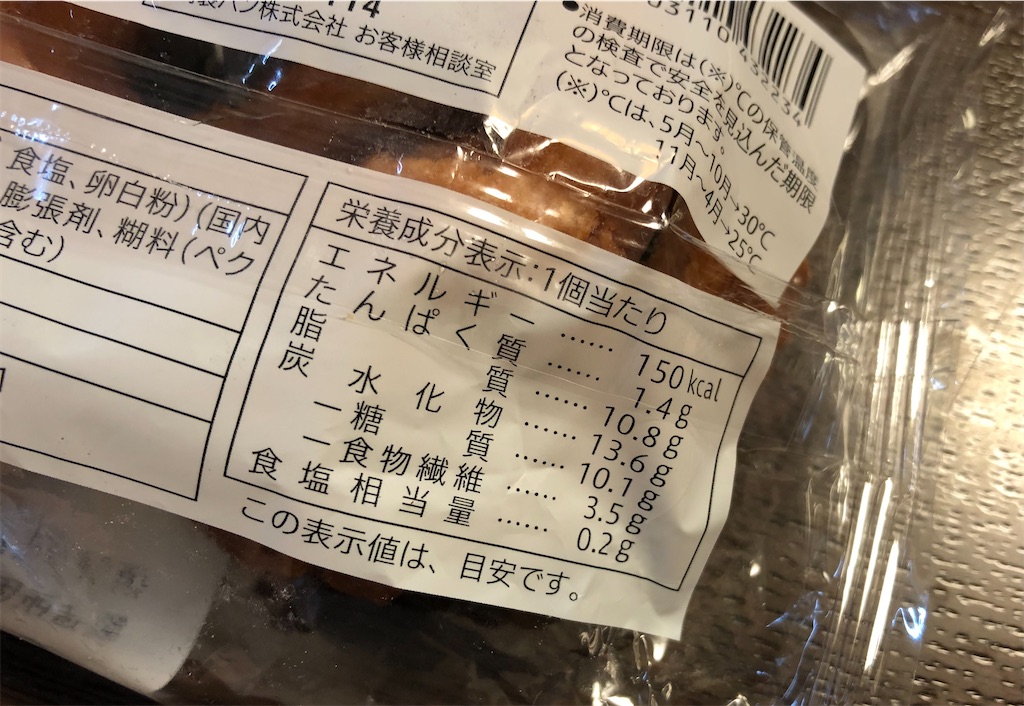 114
パン株式会社 お客様相談室
●消費期限は(※)℃の保管温度
の検査で安全を見込んだ期限
となっております。
(※)℃は、5月～10月→30℃
11月～4月→25℃
食塩、卵白粉)(国内
膨張剤、糊料(ペク
含む)
栄養成分表示：1個当たり
エネルギー …… 150kcal
たんぱく質 …… 1.4g
脂質 …… 10.8g
炭水化物 …… 13.6g
－糖質 …… 10.1g
－食物繊維 …… 3.5g
食塩相当量 …… 0.2g
この表示値は、目安です。